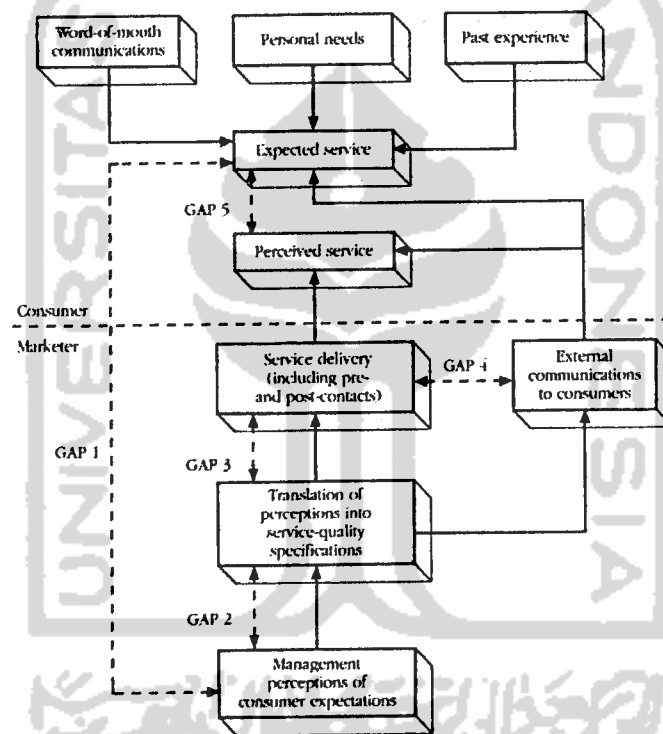 Word-of-mouth
communications
Personal needs
Past experience
Expected service
GAP 5
Perceived service
Consumer
Marketer
Service delivery
(including pre-
and post-contacts)
GAP 4
External
communications
to consumers
GAP 1
GAP 3
Translation of
perceptions into
service-quality
specifications
GAP 2
Management
perceptions of
consumer expectations
UNIVERSITAS
INDONESIA